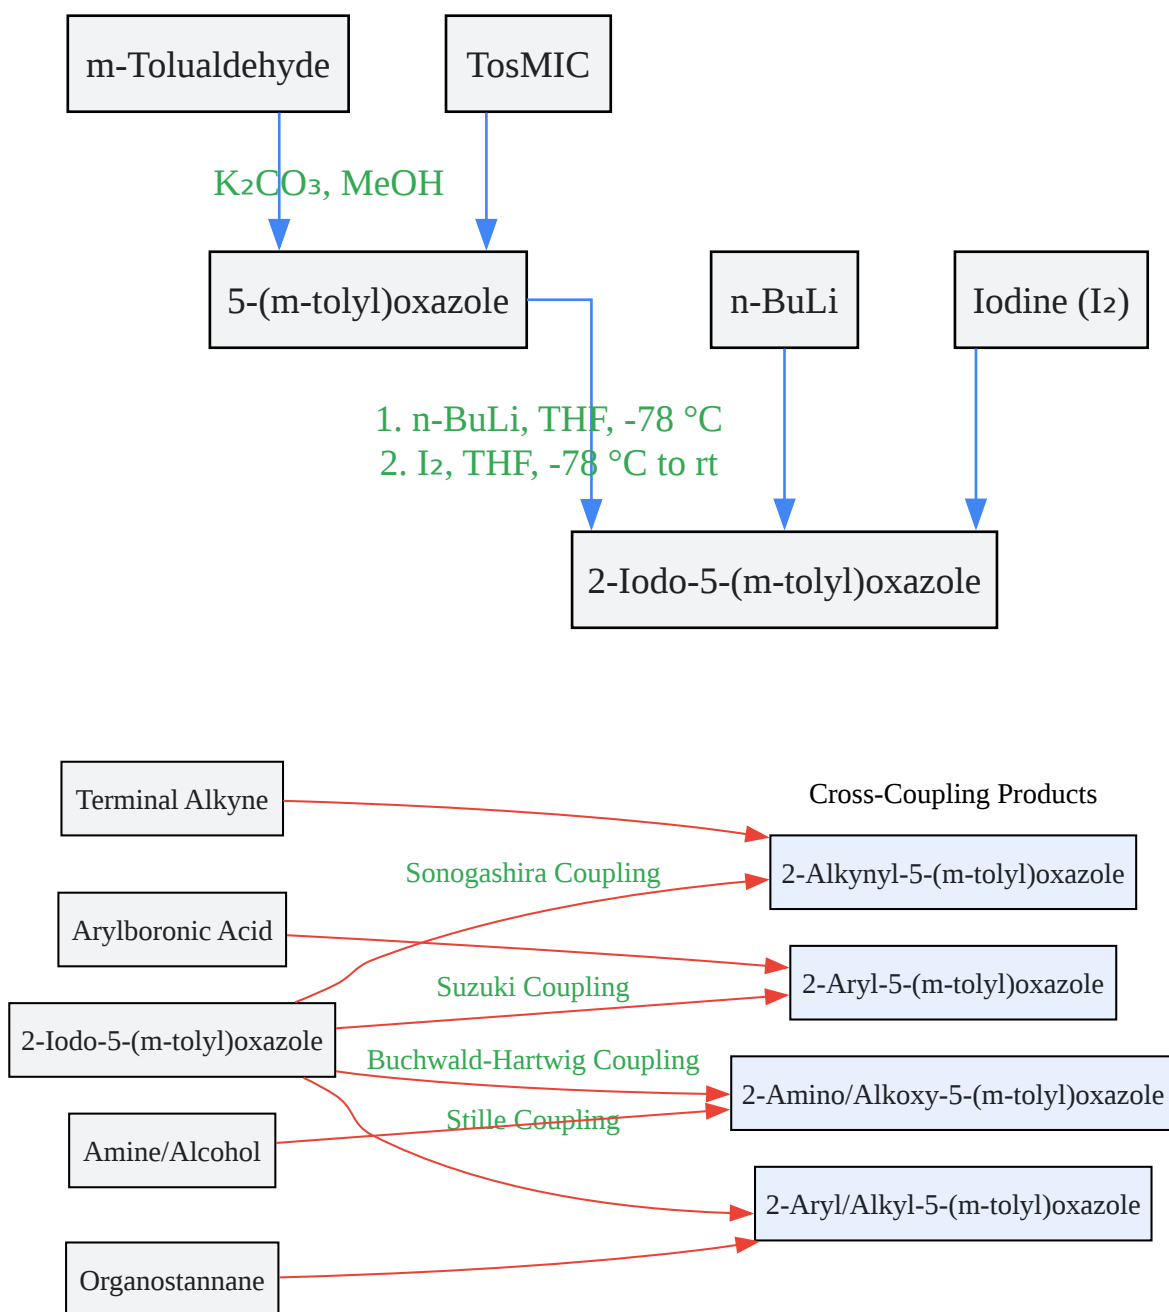 m-Tolualdehyde
TosMIC
K₂CO₃, MeOH
5-(m-tolyl)oxazole
n-BuLi
Iodine (I₂)
1. n-BuLi, THF, -78 °C
2. I₂, THF, -78 °C to rt
2-Iodo-5-(m-tolyl)oxazole
Terminal Alkyne
Cross-Coupling Products
Sonogashira Coupling
2-Alkynyl-5-(m-tolyl)oxazole
Arylboronic Acid
Suzuki Coupling
2-Aryl-5-(m-tolyl)oxazole
2-Iodo-5-(m-tolyl)oxazole
Buchwald-Hartwig Coupling
2-Amino/Alkoxy-5-(m-tolyl)oxazole
Stille Coupling
Amine/Alcohol
2-Aryl/Alkyl-5-(m-tolyl)oxazole
Organostannane